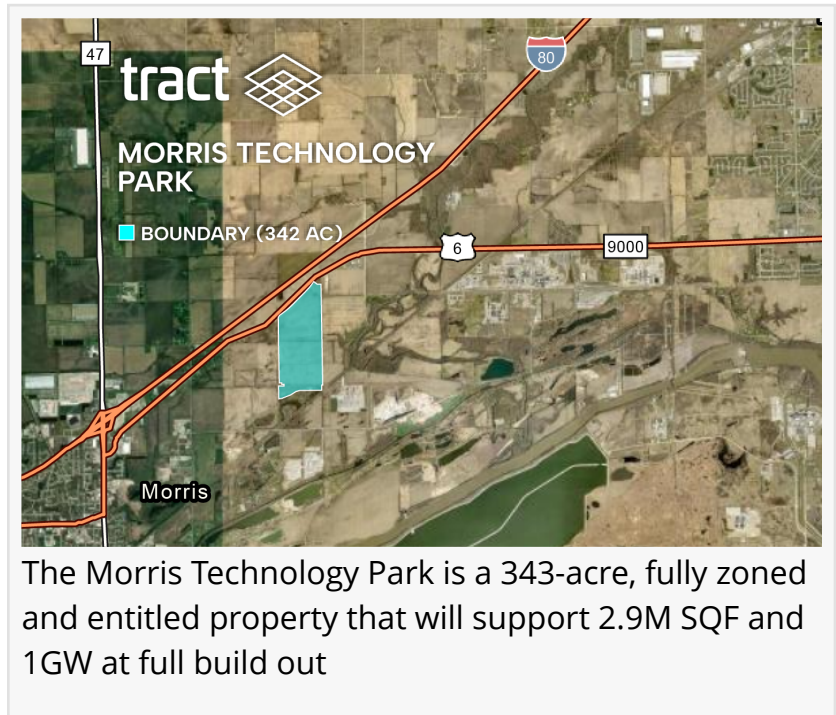 47
tract
80
MORRIS TECHNOLOGY
PARK
BOUNDARY (342 AC)
6
9000
Morris
The Morris Technology Park is a 343-acre, fully zoned
and entitled property that will support 2.9M SQF and
1GW at full build out